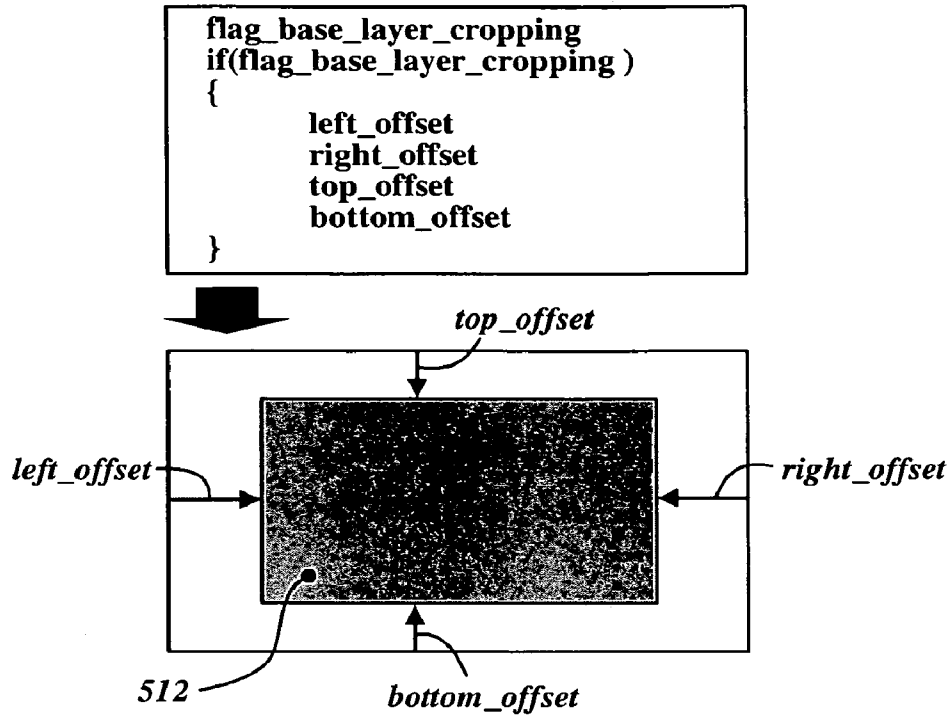 flag_base_layer_cropping
if(flag_base_layer_cropping )
{
left_offset
right_offset
top_offset
bottom_offset
}
top_offset
left_offset
right_offset
512
bottom_offset